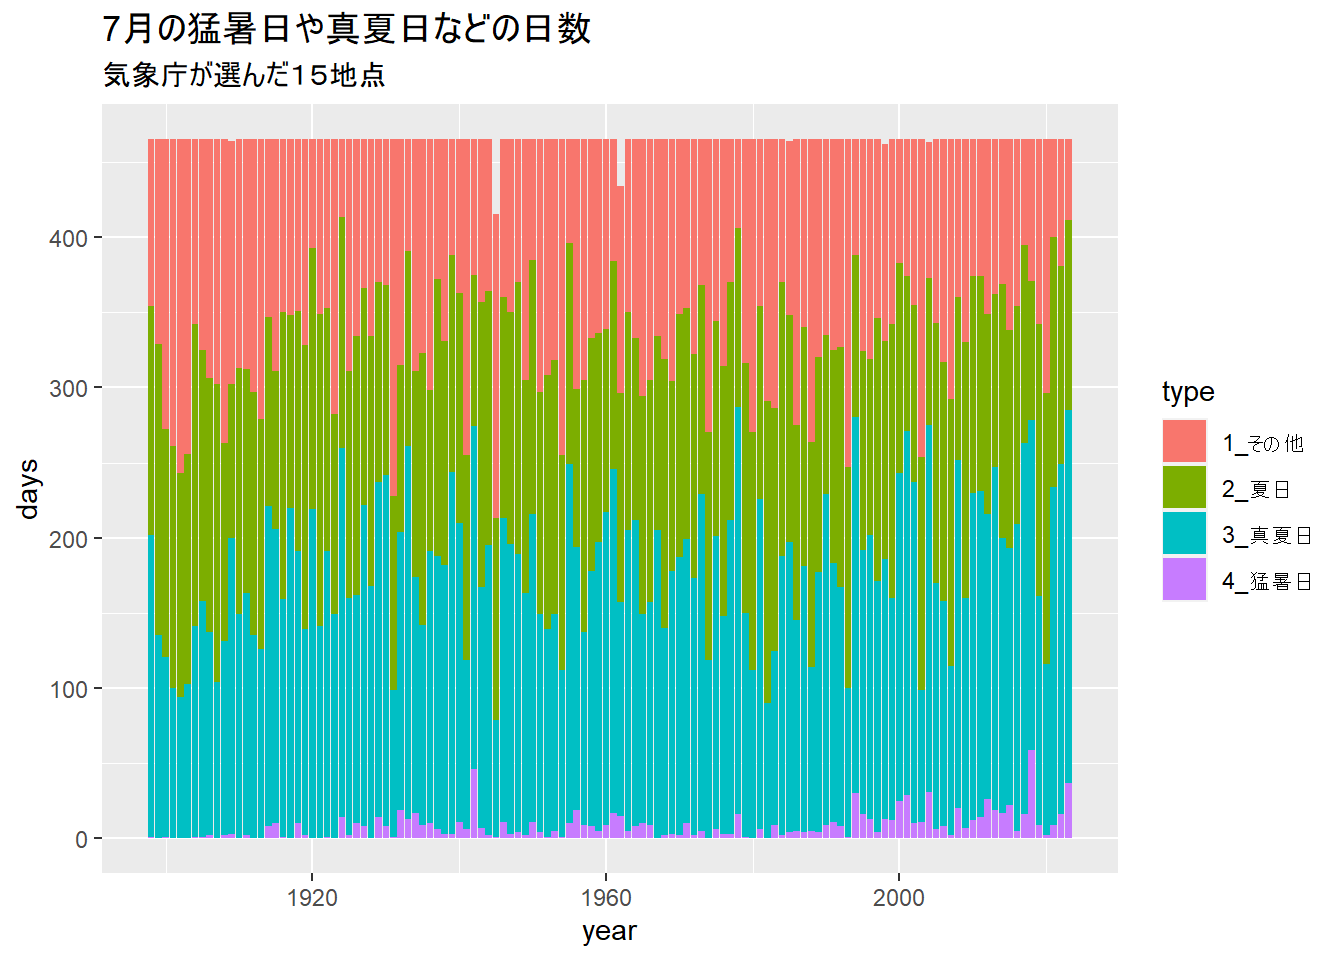 7月の猛暑日や真夏日などの日数
気象庁が選んだ１５地点
400
300
200
100
0
days
1920
1960
2000
year
type
1_その他
2_夏日
3_真夏日
4_猛暑日